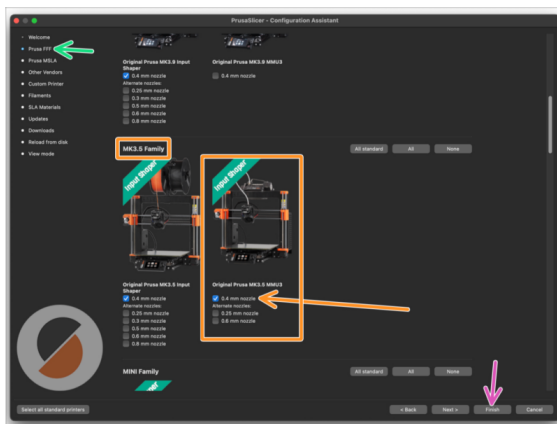 PrusaSlicer - Configuration Assistant
Welcome
Prusa FFF
Prusa MSLA
Other Vendors
Custom Printer
Filaments
SLA Materials
Updates
Downloads
Reload from disk
View mode
Original Prusa MK3.9 Input
Shaper
0.4 mm nozzle
Alternate nozzles:
0.25 mm nozzle
0.3 mm nozzle
0.5 mm nozzle
0.6 mm nozzle
0.8 mm nozzle
Original Prusa MK3.9 MMU3
0.4 mm nozzle
MK3.5 Family
All standard
All
None
Input Shaper
Input Shaper
Original Prusa MK3.5 Input
Shaper
0.4 mm nozzle
Alternate nozzles:
0.25 mm nozzle
0.3 mm nozzle
0.5 mm nozzle
0.6 mm nozzle
0.8 mm nozzle
Original Prusa MK3.5 MMU3
0.4 mm nozzle
Alternate nozzles:
0.25 mm nozzle
0.6 mm nozzle
MINI Family
All standard
All
None
Select all standard printers
< Back
Next >
Finish
Cancel